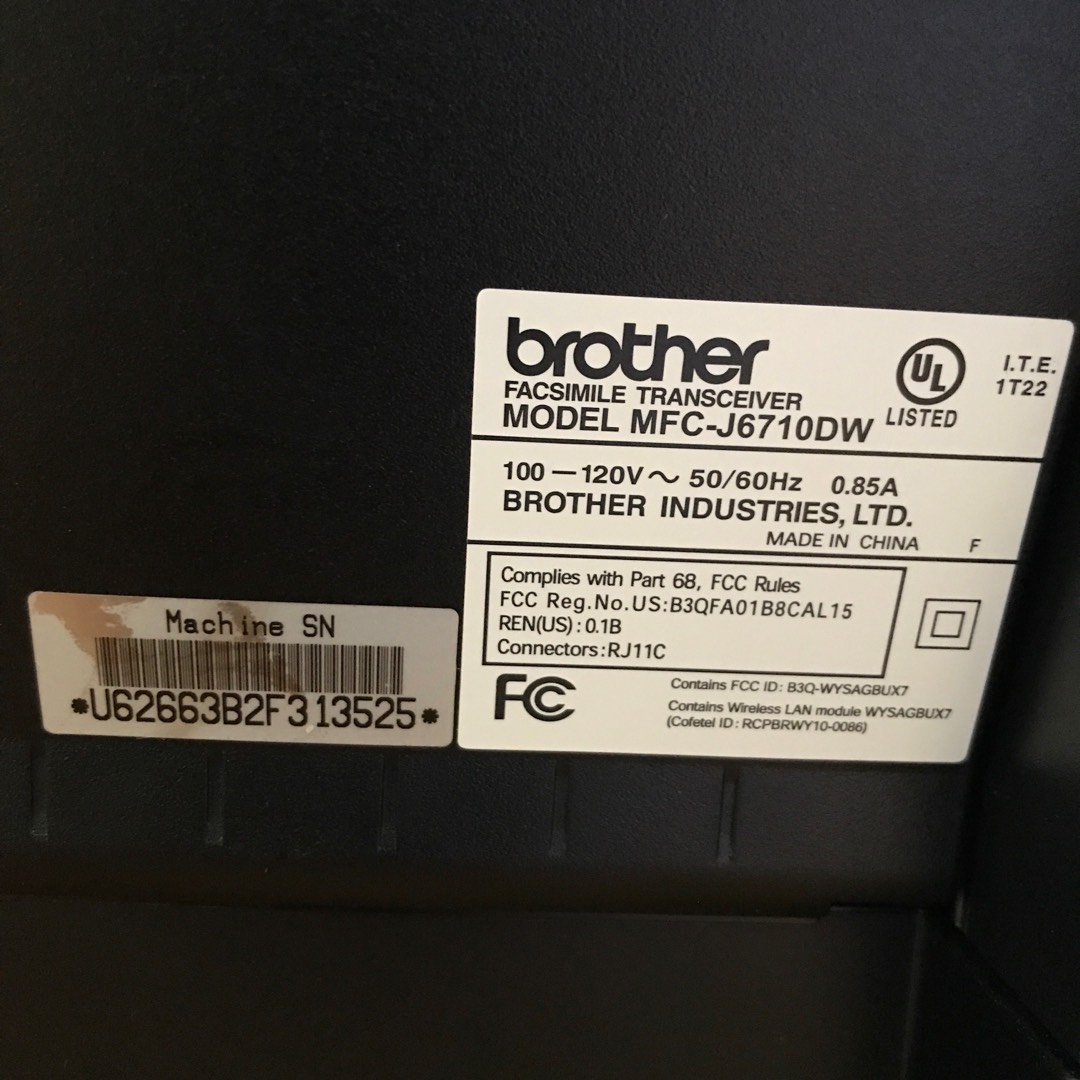 brother
FACSIMILE TRANSCEIVER
MODEL MFC-J6710DW
UL
LISTED
I.T.E.
1T22
100—120V～ 50/60Hz 0.85A
BROTHER INDUSTRIES, LTD.
MADE IN CHINA F
Complies with Part 68, FCC Rules
FCC Reg.No.US:B3QFA01B8CAL15
REN(US):0.1B
Connectors:RJ11C
FC
Contains FCC ID: B3Q-WYSAGBUX7
Contains Wireless LAN module WYSAGBUX7
(Cofetel ID: RCPBRWY10-0086)
Machine SN
*U62663B2F313525*